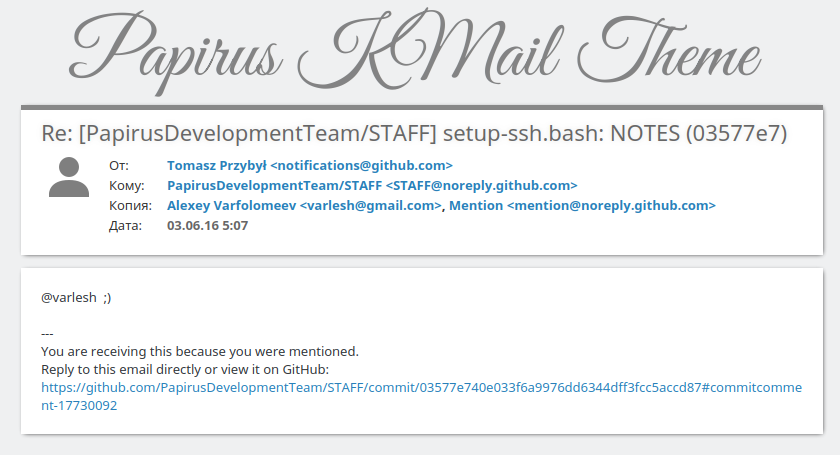 Papirus KMail Theme
Re: [PapirusDevelopmentTeam/STAFF] setup-ssh.bash: NOTES (03577e7)
От: Tomasz Przybył <notifications@github.com>
Кому: PapirusDevelopmentTeam/STAFF <STAFF@noreply.github.com>
Копия: Alexey Varfolomeev <varlesh@gmail.com>, Mention <mention@noreply.github.com>
Дата: 03.06.16 5:07
@varlesh ;)
---
You are receiving this because you were mentioned.
Reply to this email directly or view it on GitHub:
https://github.com/PapirusDevelopmentTeam/STAFF/commit/03577e740e033f6a9976dd6344dff3fcc5accd87#commitcomme
nt-17730092